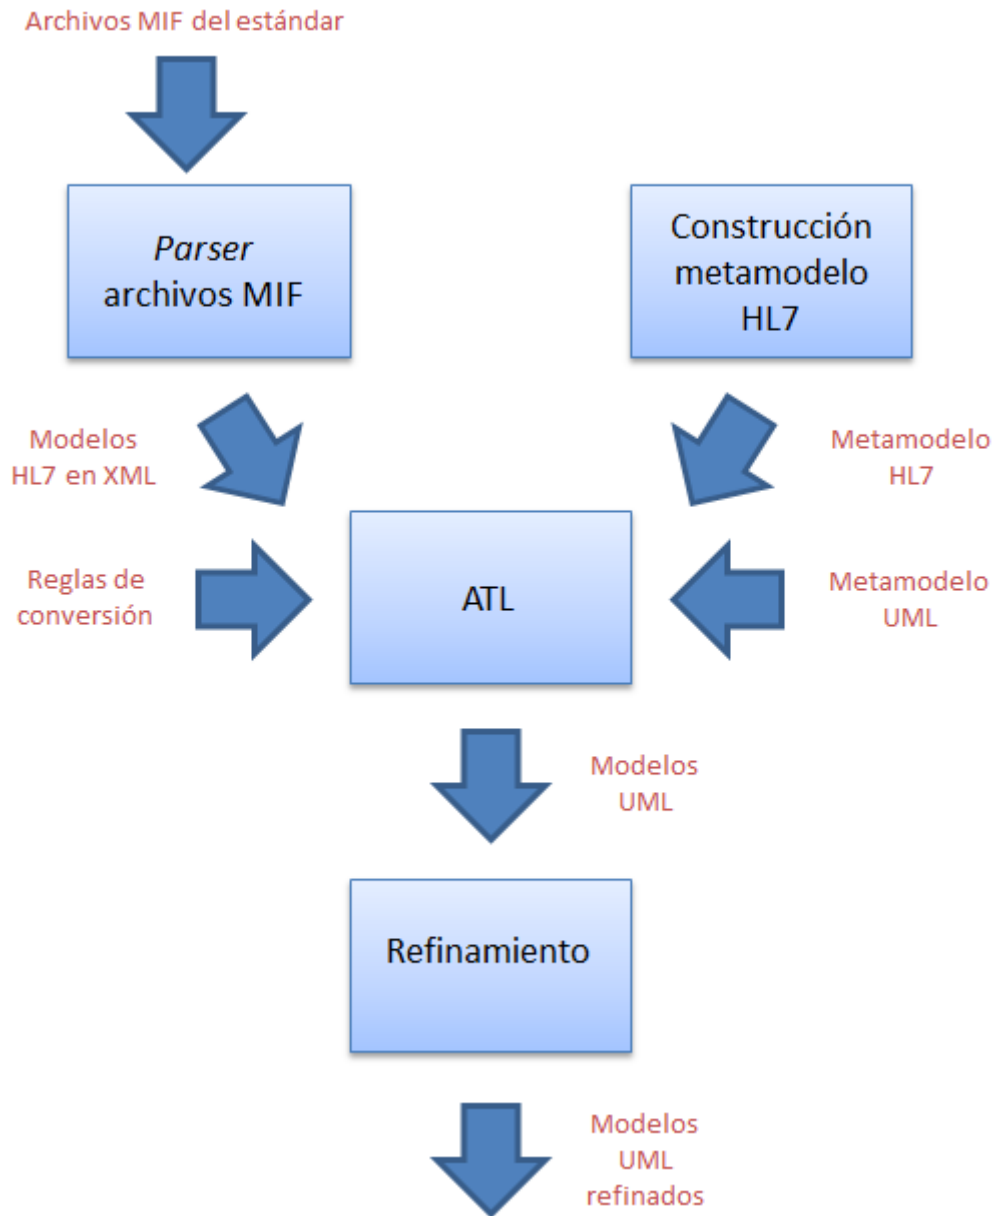 Archivos MIF del estándar
Parser
archivos MIF
Construcción
metamodelo
HL7
Modelos
HL7 en XML
Metamodelo
HL7
Reglas de
conversión
ATL
Metamodelo
UML
Modelos
UML
Refinamiento
Modelos
UML
refinados